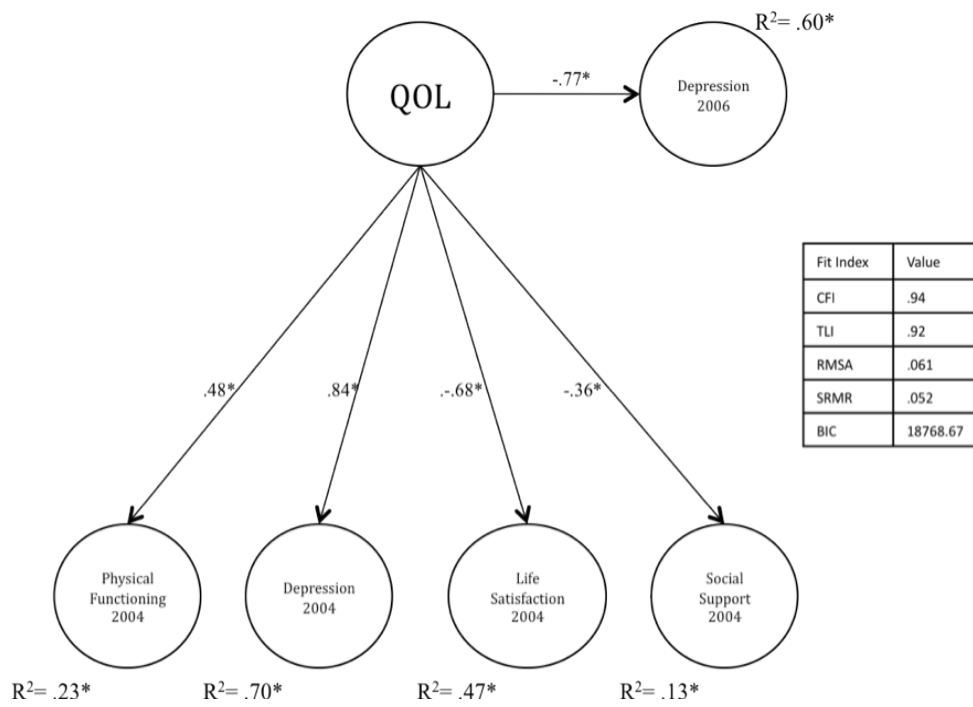 R²= .60*
QOL
-.77*
Depression
2006
Fit Index Value
CFI .94
TLI .92
RMSA .061
SRMR .052
BIC 18768.67
.48*
.84*
.-.68*
-.36*
Physical
Functioning
2004
Depression
2004
Life
Satisfaction
2004
Social
Support
2004
R²= .23*
R²= .70*
R²= .47*
R²= .13*